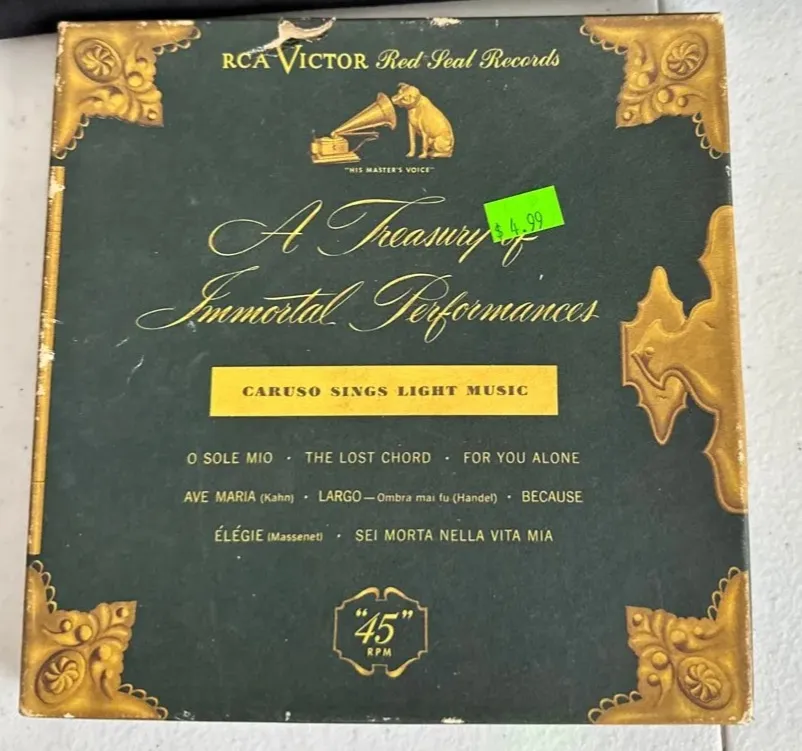 RCA VICTOR Red Seal Records
"HIS MASTER'S VOICE"
A Treasury of
$ 4.99
Immortal Performances
CARUSO SINGS LIGHT MUSIC
O SOLE MIO · THE LOST CHORD · FOR YOU ALONE
AVE MARIA (Kahn) · LARGO—Ombra mai fu (Handel) · BECAUSE
ÉLÉGIE (Massenet) · SEI MORTA NELLA VITA MIA
"45"
RPM